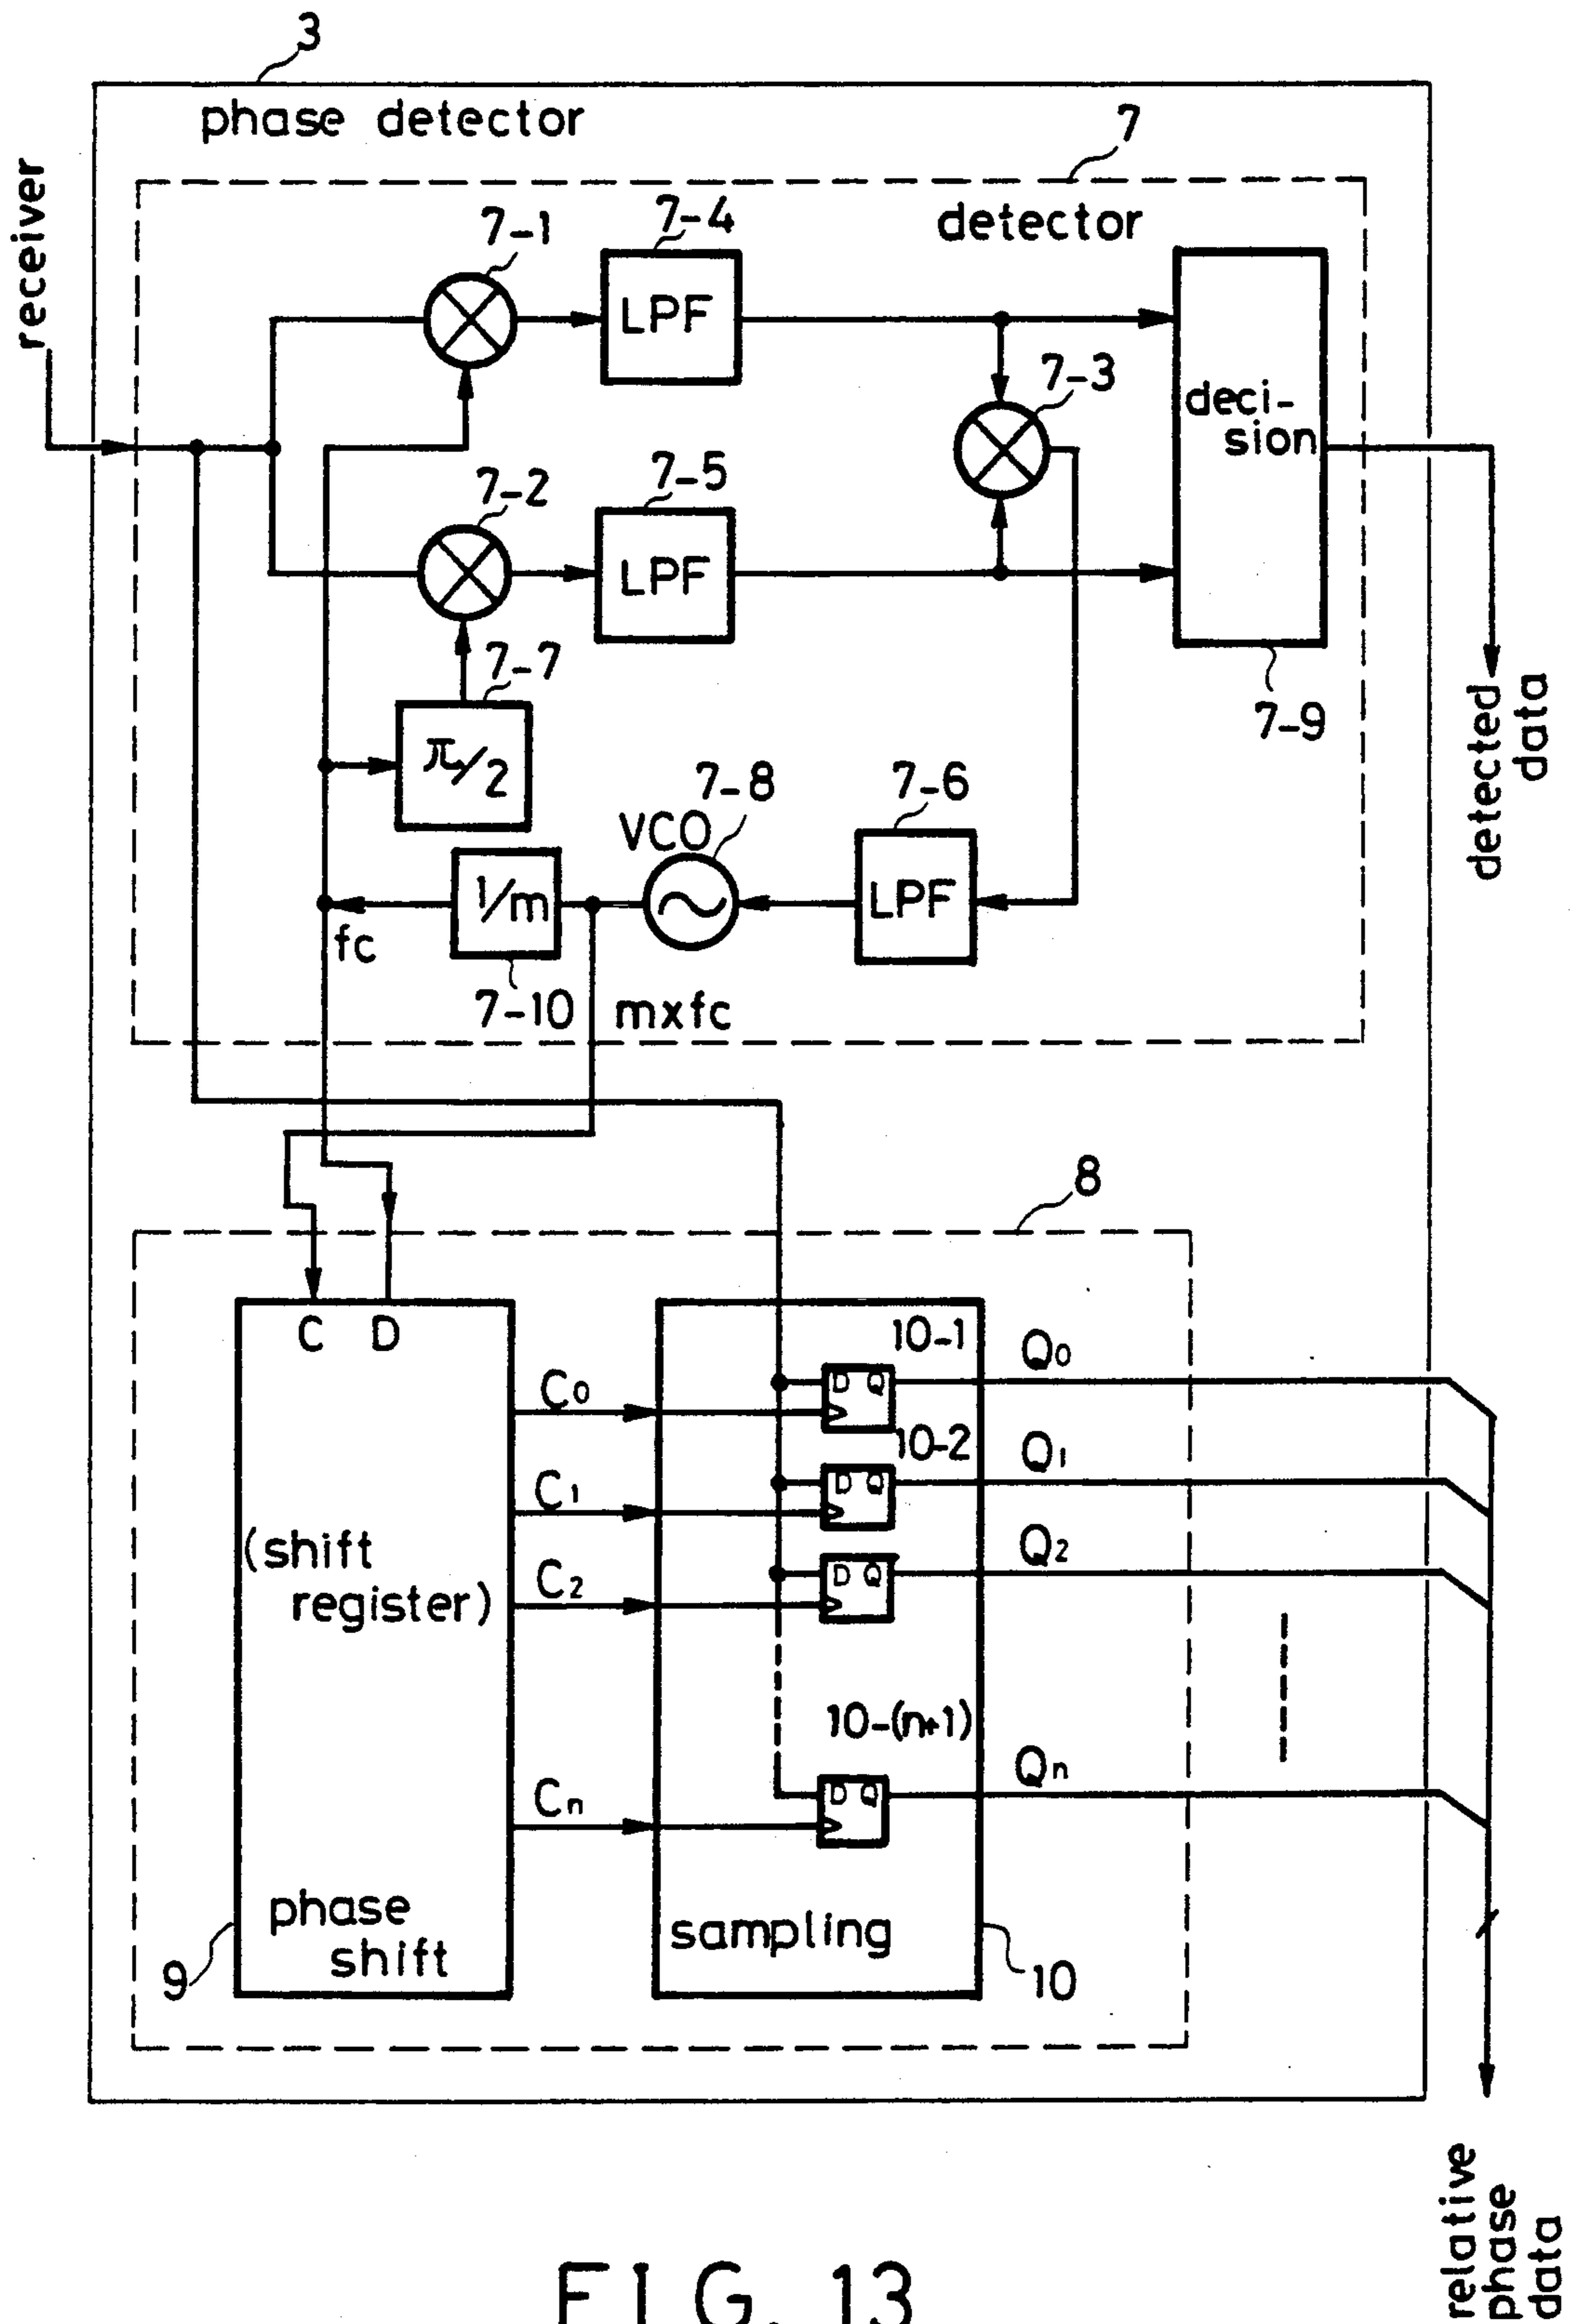 3
phase detector
7
receiver
detector
7-1
7-4
LPF
7-3
deci-
sion
7-2
7-5
LPF
7-7
π/2
7-9
detected
data
7-8
VCO
7-6
LPF
1/m
fc
7-10
mxfc
8
C D
10-1
D Q
Q0
C0
10-2
D Q
Q1
C1
(shift
register)
D Q
Q2
C2
10-(n+1)
D Q
Qn
Cn
phase
shift
sampling
9
10
relative
phase
data
FIG. 13